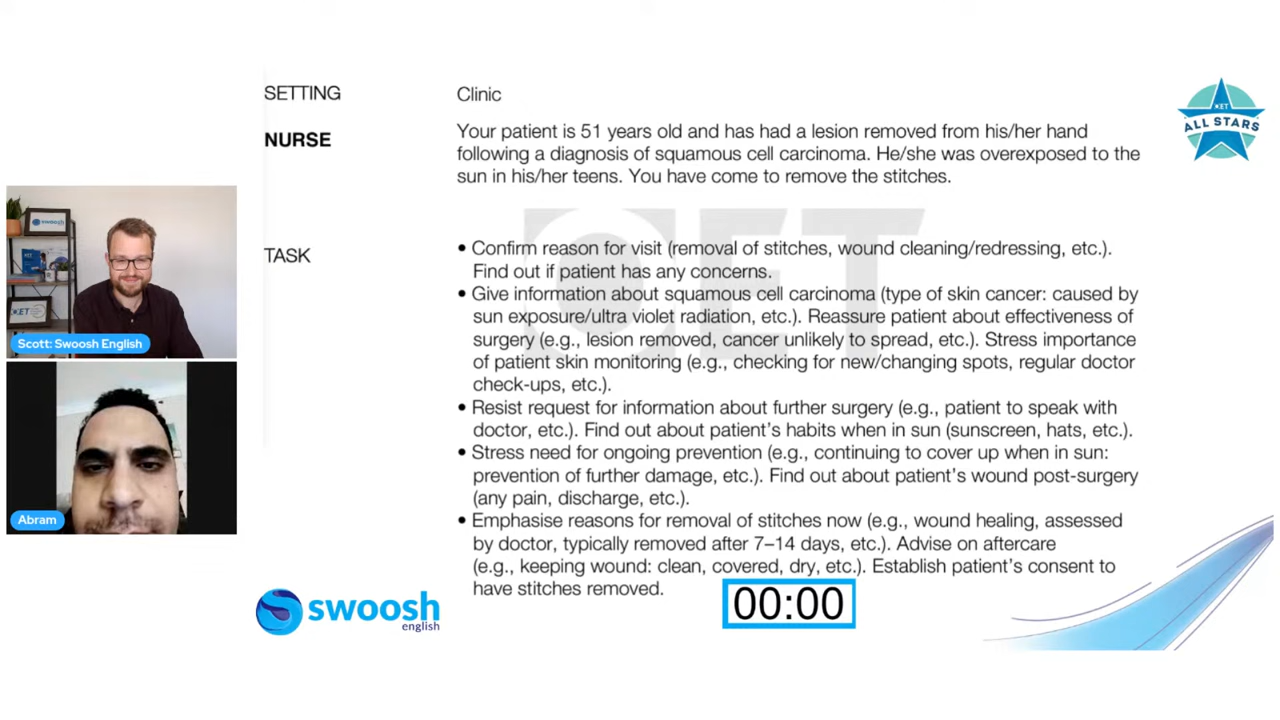 SETTING
Clinic
NURSE
Your patient is 51 years old and has had a lesion removed from his/her hand
following a diagnosis of squamous cell carcinoma. He/she was overexposed to the
sun in his/her teens. You have come to remove the stitches.
TASK
• Confirm reason for visit (removal of stitches, wound cleaning/redressing, etc.).
Find out if patient has any concerns.
• Give information about squamous cell carcinoma (type of skin cancer: caused by
sun exposure/ultra violet radiation, etc.). Reassure patient about effectiveness of
surgery (e.g., lesion removed, cancer unlikely to spread, etc.). Stress importance
of patient skin monitoring (e.g., checking for new/changing spots, regular doctor
check-ups, etc.).
• Resist request for information about further surgery (e.g., patient to speak with
doctor, etc.). Find out about patient's habits when in sun (sunscreen, hats, etc.).
• Stress need for ongoing prevention (e.g., continuing to cover up when in sun:
prevention of further damage, etc.). Find out about patient's wound post-surgery
(any pain, discharge, etc.).
• Emphasise reasons for removal of stitches now (e.g., wound healing, assessed
by doctor, typically removed after 7–14 days, etc.). Advise on aftercare
(e.g., keeping wound: clean, covered, dry, etc.). Establish patient's consent to
have stitches removed.
OET
OET
ALL STARS
swoosh
OET
Scott: Swoosh English
Abram
swoosh
english
00:00